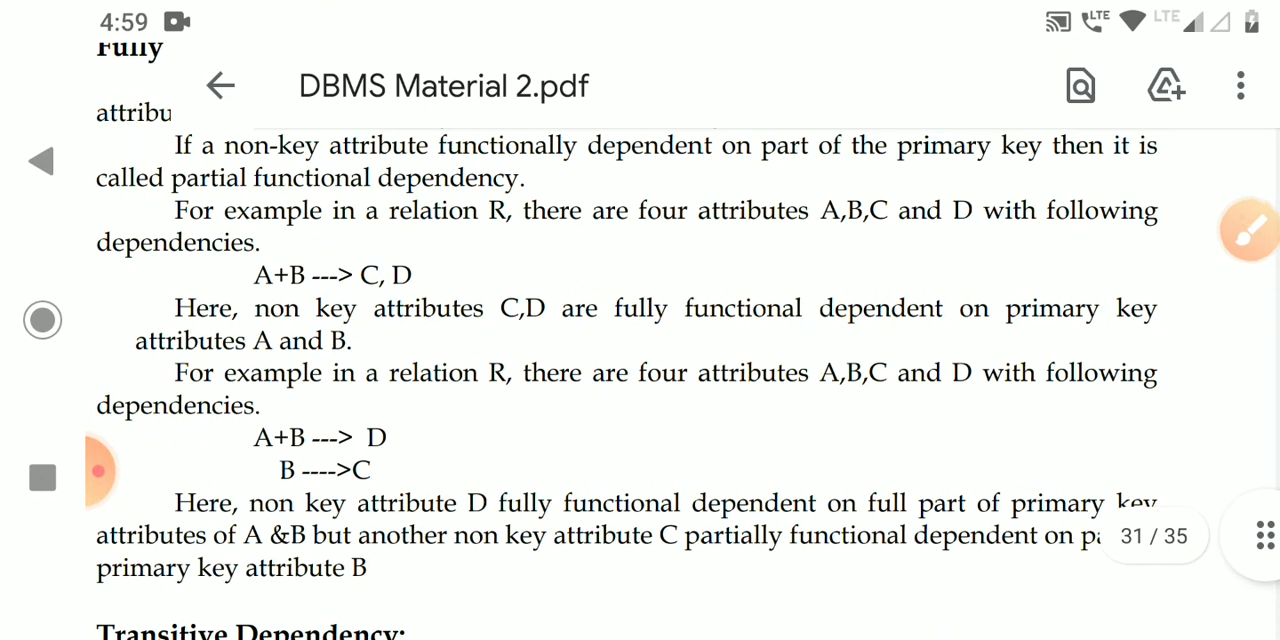 4:59
LTE
LTE
Fully
DBMS Material 2.pdf
attribu
If a non-key attribute functionally dependent on part of the primary key then it is
called partial functional dependency.
For example in a relation R, there are four attributes A,B,C and D with following
dependencies.
A+B ---> C, D
Here, non key attributes C,D are fully functional dependent on primary key
attributes A and B.
For example in a relation R, there are four attributes A,B,C and D with following
dependencies.
A+B ---> D
B ---->C
Here, non key attribute D fully functional dependent on full part of primary key
attributes of A &B but another non key attribute C partially functional dependent on
31 / 35
primary key attribute B
Transitive Dependency: